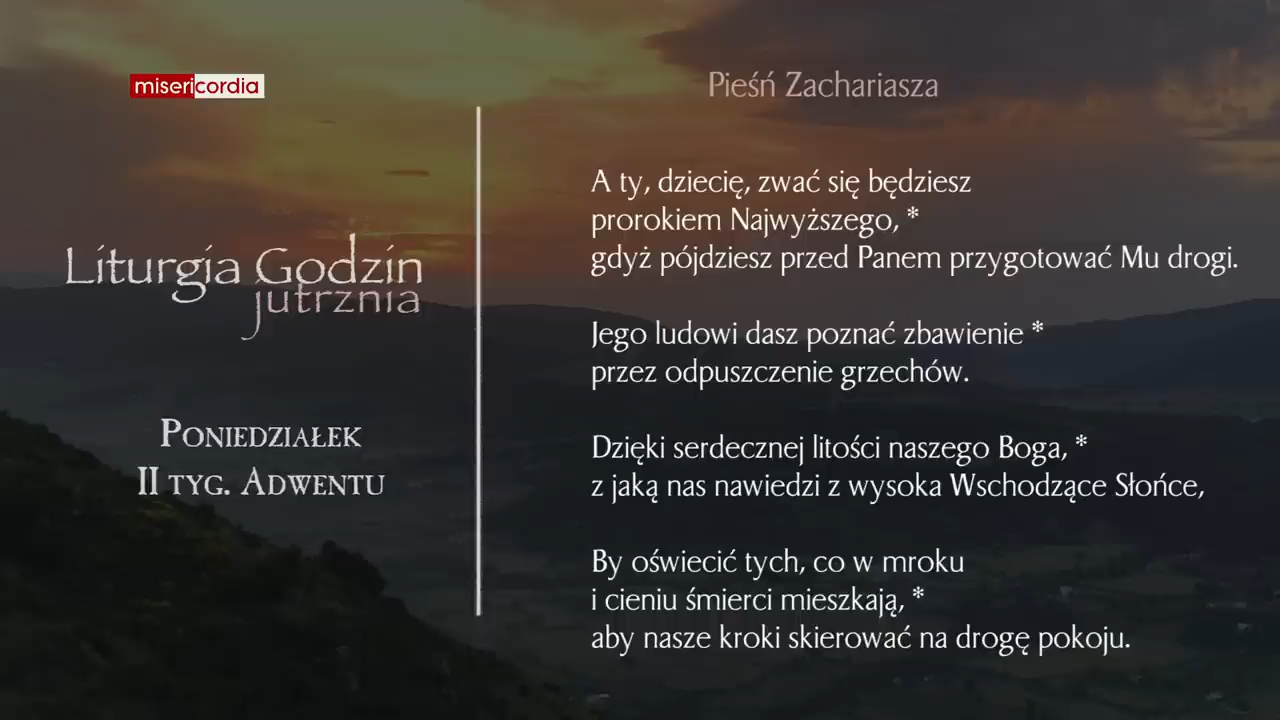 misericordia
Liturgia Godzin
jutrznia
Poniedziałek
II tyg. Adwentu
Pieśń Zachariasza
A ty, dziecię, zwać się będziesz
prorokiem Najwyższego, *
gdyż pójdziesz przed Panem przygotować Mu drogi.
Jego ludowi dasz poznać zbawienie *
przez odpuszczenie grzechów.
Dzięki serdecznej litości naszego Boga, *
z jaką nas nawiedzi z wysoka Wschodzące Słońce,
By oświecić tych, co w mroku
i cieniu śmierci mieszkają, *
aby nasze kroki skierować na drogę pokoju.